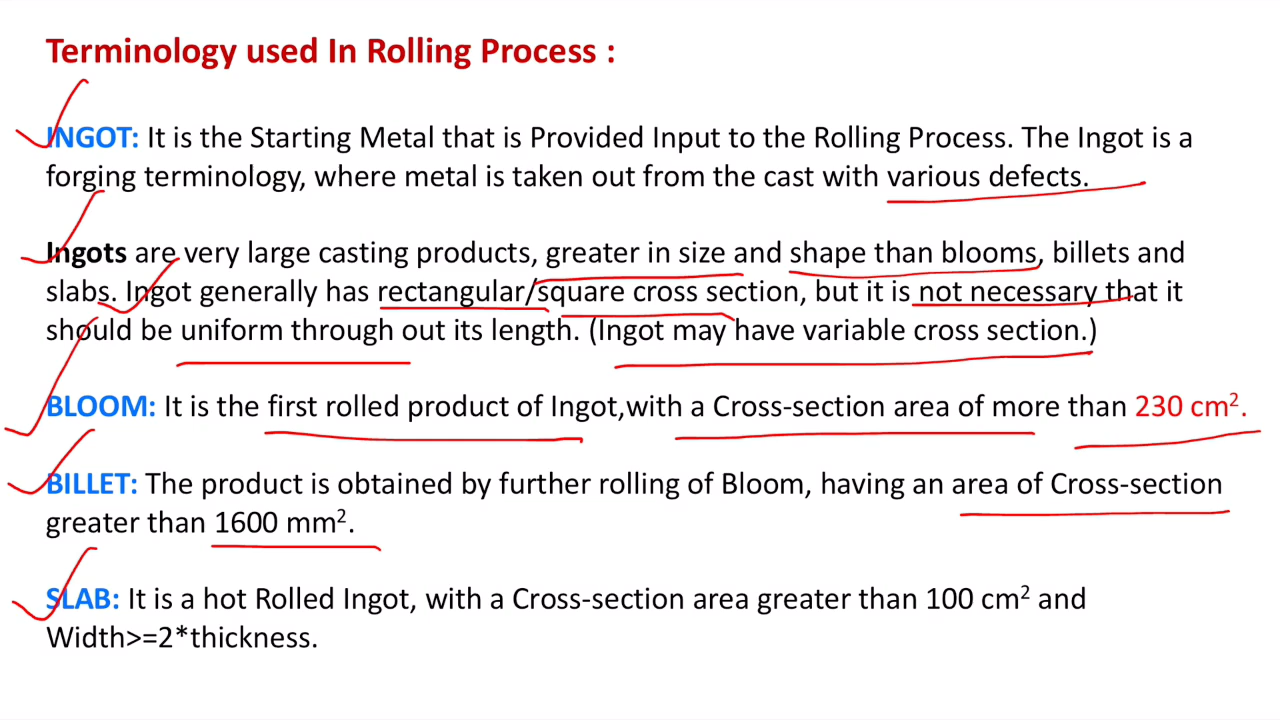 Terminology used In Rolling Process :
INGOT: It is the Starting Metal that is Provided Input to the Rolling Process. The Ingot is a
forging terminology, where metal is taken out from the cast with various defects.
Ingots are very large casting products, greater in size and shape than blooms, billets and
slabs. Ingot generally has rectangular/square cross section, but it is not necessary that it
should be uniform through out its length. (Ingot may have variable cross section.)
BLOOM: It is the first rolled product of Ingot,with a Cross-section area of more than 230 cm².
BILLET: The product is obtained by further rolling of Bloom, having an area of Cross-section
greater than 1600 mm².
SLAB: It is a hot Rolled Ingot, with a Cross-section area greater than 100 cm² and
Width>=2*thickness.